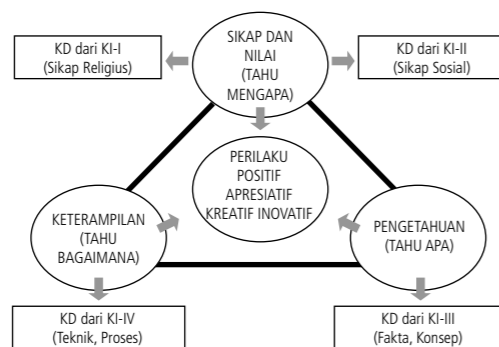 SIKAP DAN
NILAI
(TAHU
MENGAPA)
KD dari KI-I
(Sikap Religius)
KD dari KI-II
(Sikap Sosial)
PERILAKU
POSITIF
APRESIATIF
KREATIF INOVATIF
KETERAMPILAN
(TAHU
BAGAIMANA)
PENGETAHUAN
(TAHU APA)
KD dari KI-IV
(Teknik, Proses)
KD dari KI-III
(Fakta, Konsep)